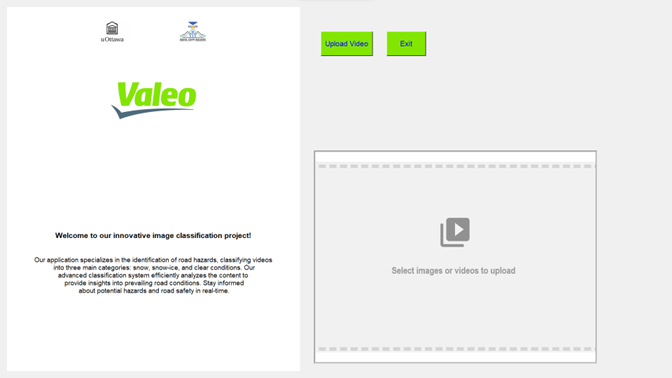 uOttawa
Valeo
Welcome to our innovative image classification project!
Our application specializes in the identification of road hazards, classifying videos
into three main categories: snow, snow-ice, and clear conditions. Our
advanced classification system efficiently analyzes the content to
provide insights into prevailing road conditions. Stay informed
about potential hazards and road safety in real-time.
Upload Video
Exit
Select images or videos to upload